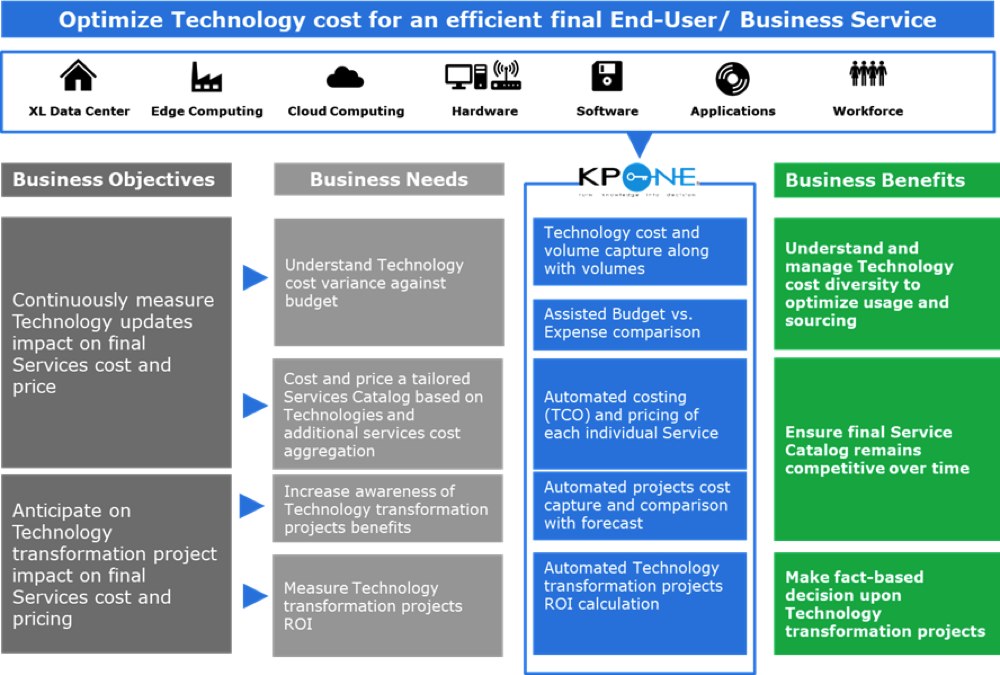 Optimize Technology cost for an efficient final End-User/ Business Service
XL Data Center
Edge Computing
Cloud Computing
Hardware
Software
Applications
Workforce
Business Objectives
Continuously measure
Technology updates
impact on final
Services cost and
price
Anticipate on
Technology
transformation project
impact on final
Services cost and
pricing
Business Needs
Understand Technology
cost variance against
budget
Cost and price a tailored
Services Catalog based on
Technologies and
additional services cost
aggregation
Increase awareness of
Technology transformation
projects benefits
Measure Technology
transformation projects
ROI
KPONE
Technology cost and
volume capture along
with volumes
Assisted Budget vs.
Expense comparison
Automated costing
(TCO) and pricing of
each individual Service
Automated projects cost
capture and comparison
with forecast
Automated Technology
transformation projects
ROI calculation
Business Benefits
Understand and
manage Technology
cost diversity to
optimize usage and
sourcing
Ensure final Service
Catalog remains
competitive over time
Make fact-based
decision upon
Technology
transformation projects